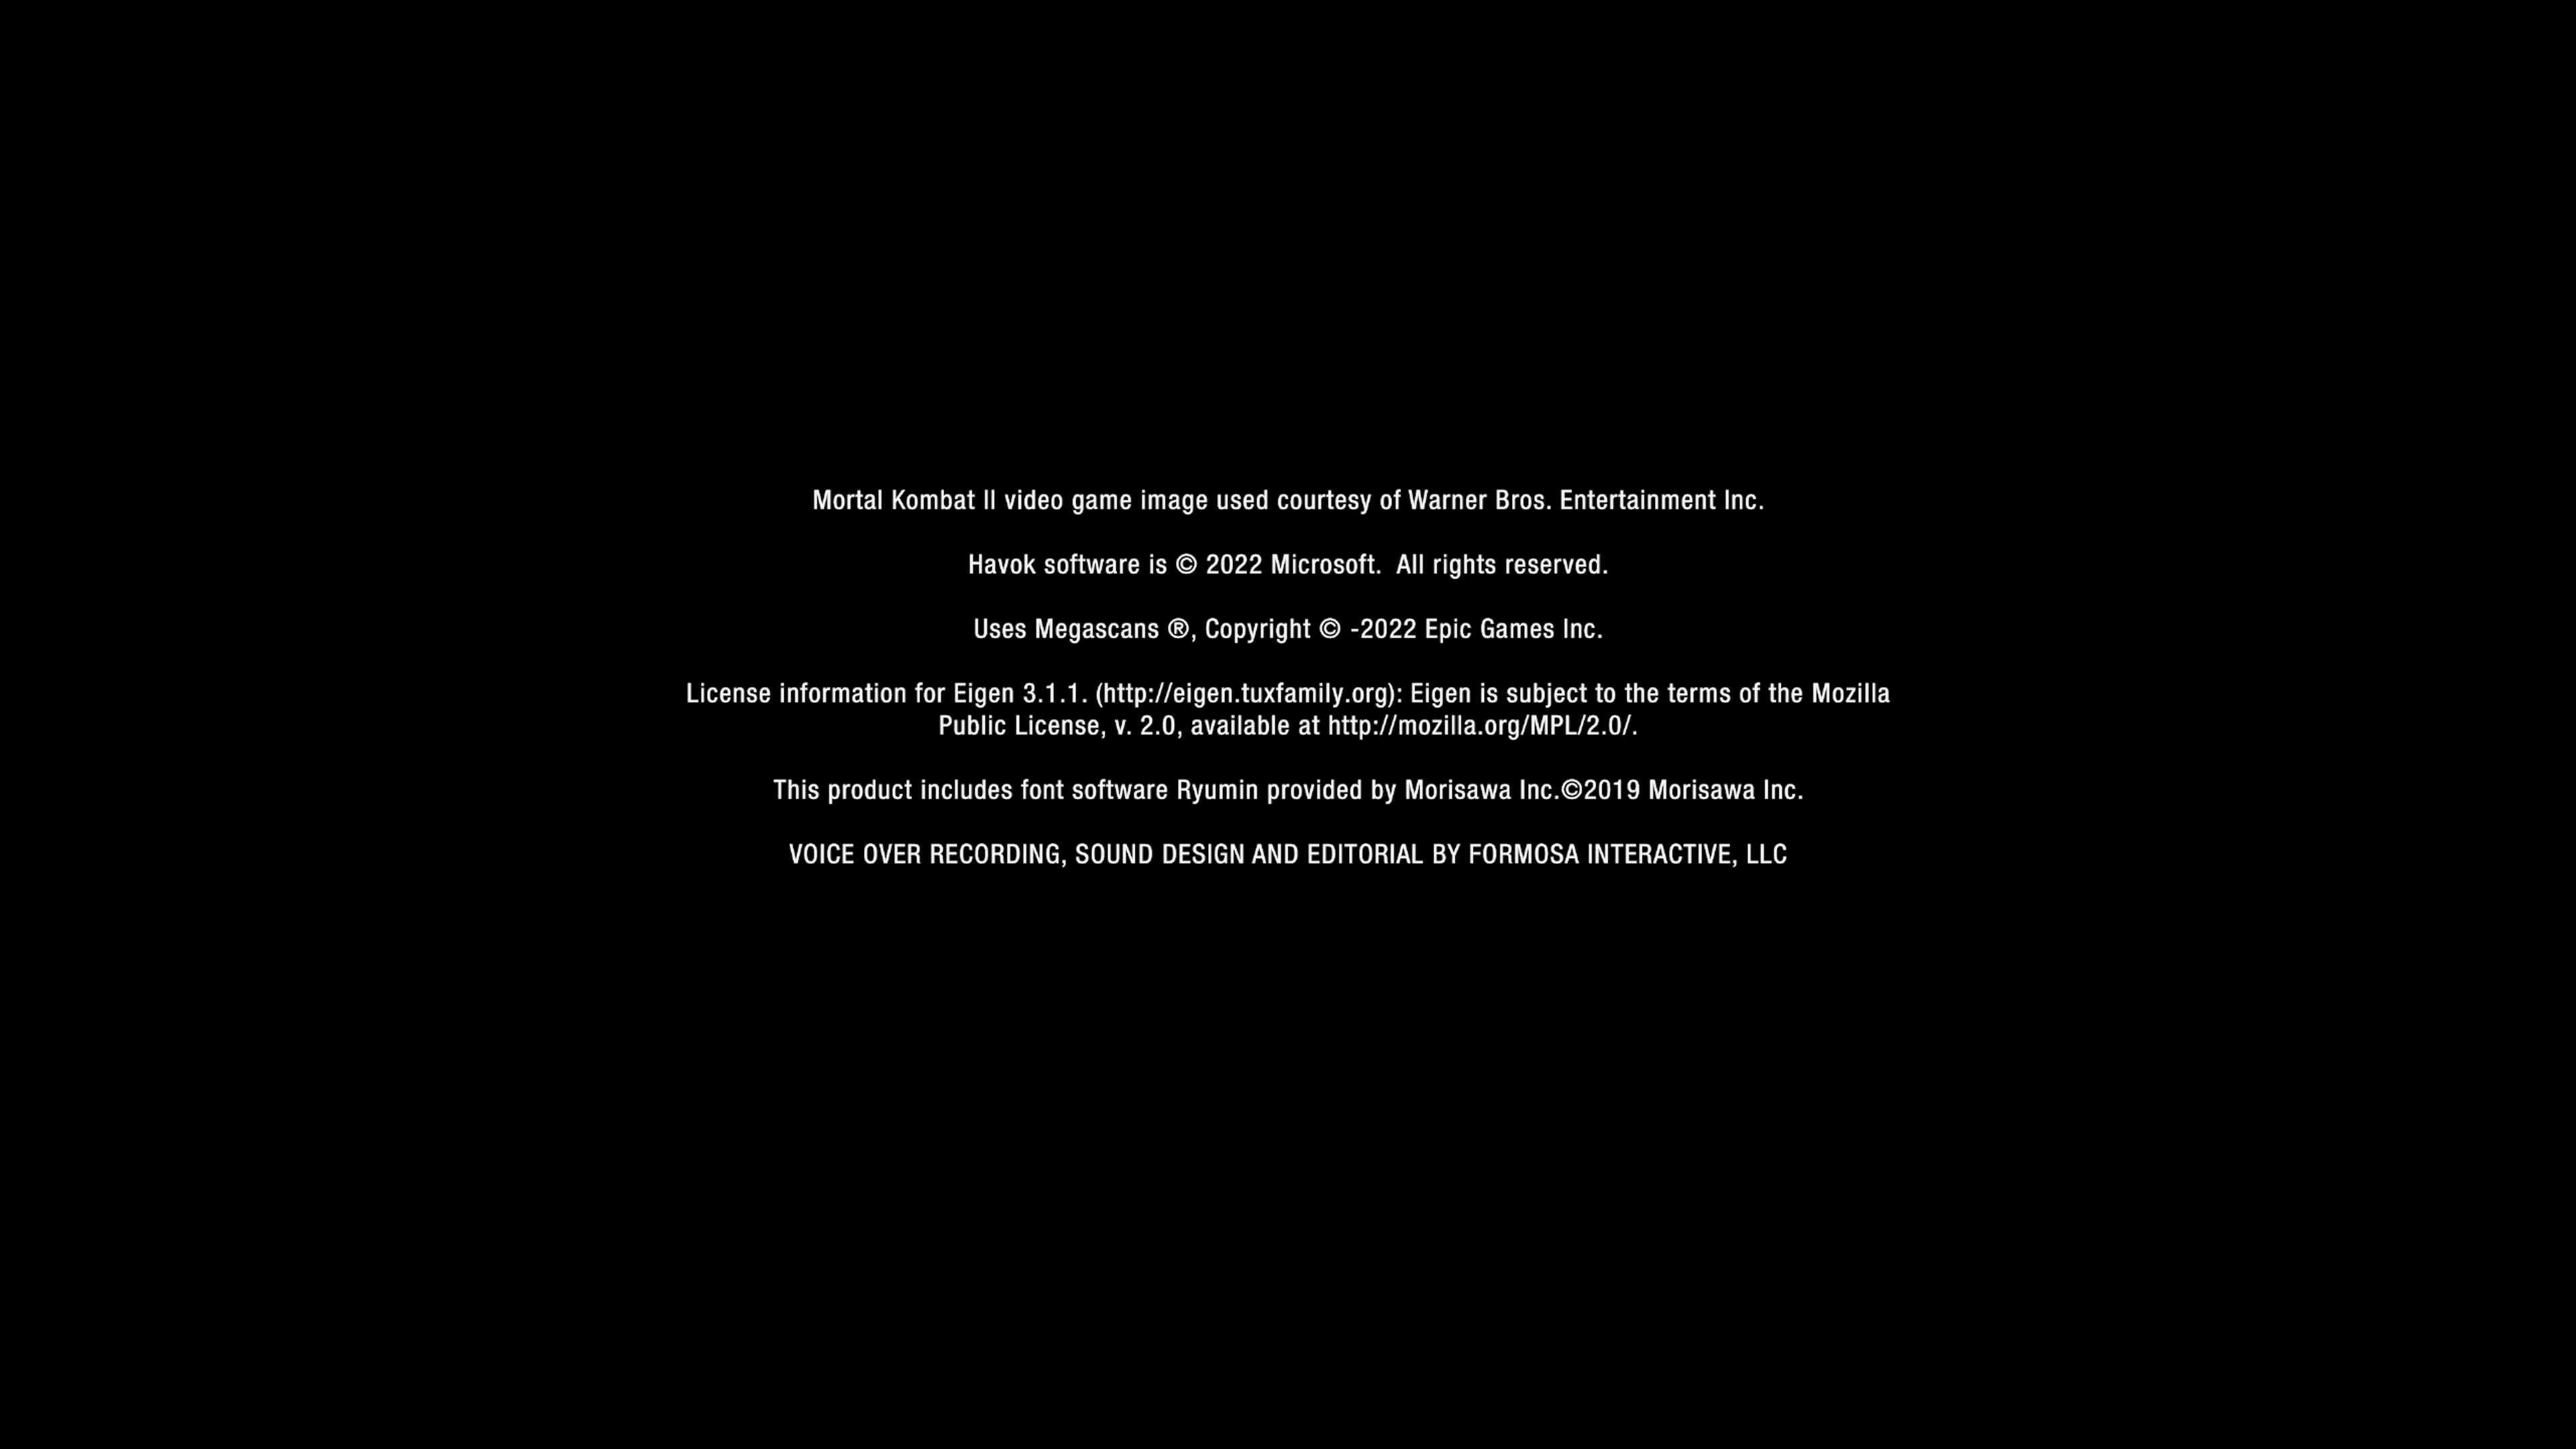 Mortal Kombat II video game image used courtesy of Warner Bros. Entertainment Inc.
Havok software is © 2022 Microsoft.  All rights reserved.
Uses Megascans ®, Copyright © -2022 Epic Games Inc.
License information for Eigen 3.1.1. (http://eigen.tuxfamily.org): Eigen is subject to the terms of the Mozilla
Public License, v. 2.0, available at http://mozilla.org/MPL/2.0/.
This product includes font software Ryumin provided by Morisawa Inc.©2019 Morisawa Inc.
VOICE OVER RECORDING, SOUND DESIGN AND EDITORIAL BY FORMOSA INTERACTIVE, LLC